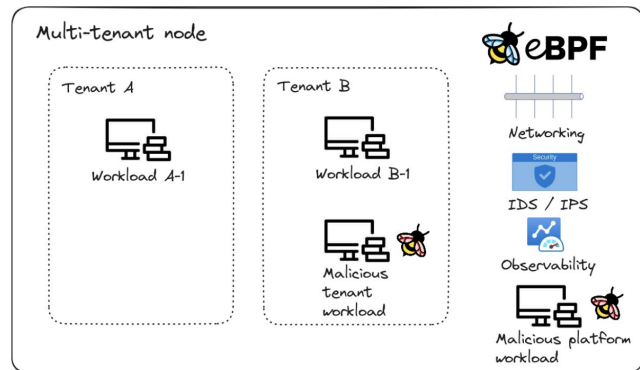 Multi-tenant node
Tenant A
Workload A-1
Tenant B
Workload B-1
Malicious
tenant
workload
eBPF
Networking
Security
IDS / IPS
Observability
Malicious platform
workload